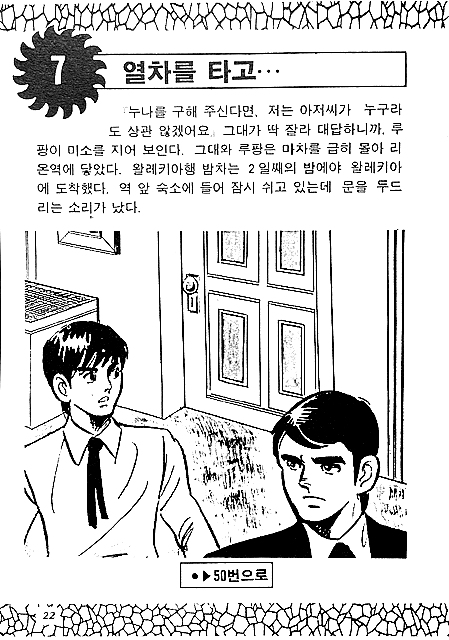 7
열차를 타고…
『누나를 구해 주신다면, 저는 아저씨가 누구라
도 상관 않겠어요』 그대가 딱 잘라 대답하니까, 루
팡이 미소를 지어 보인다. 그대와 루팡은 마차를 급히 몰아 리
온역에 닿았다. 왈레키아행 밤차는 2일째의 밤에야 왈레키아
에 도착했다. 역 앞 숙소에 들어 잠시 쉬고 있는데 문을 두드
리는 소리가 났다.
●▶50번으로
22